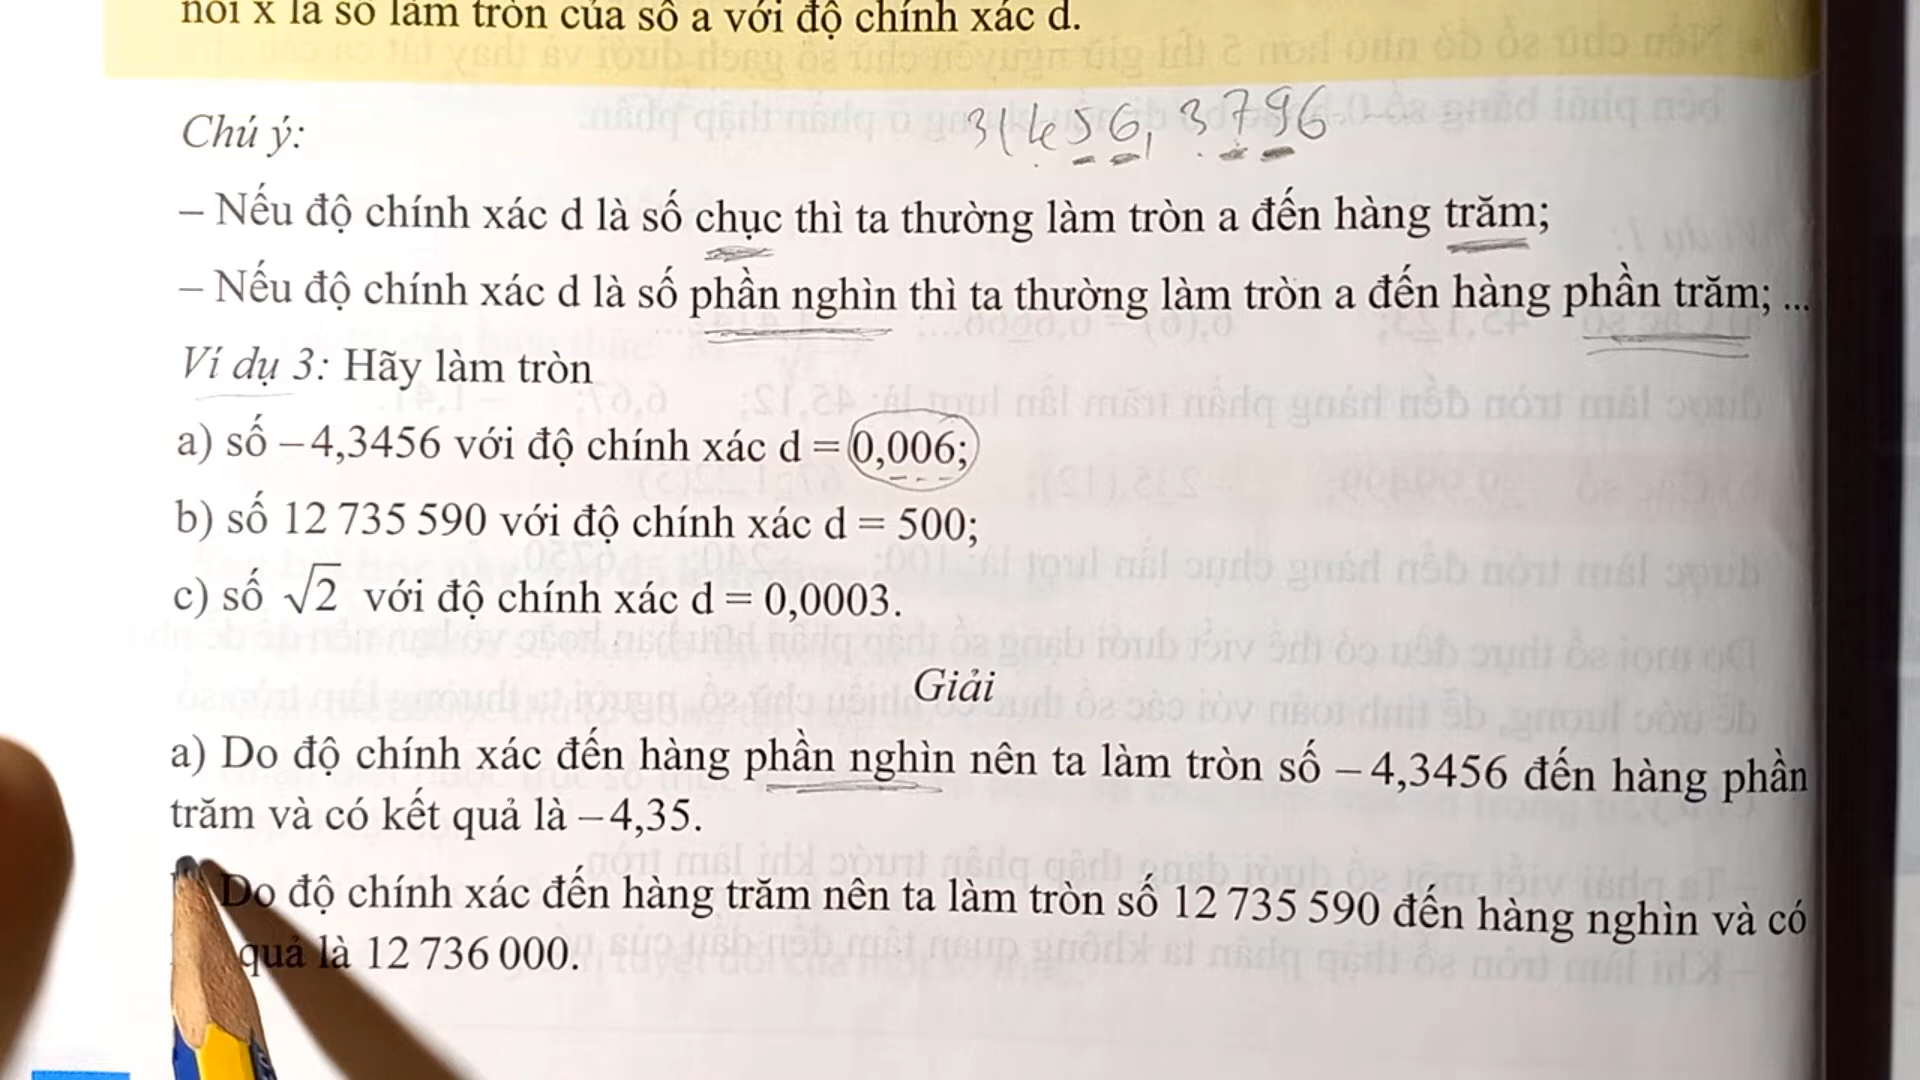 nói x là số làm tròn của số a với độ chính xác d.
Chú ý:
31456, 3796
– Nếu độ chính xác d là số chục thì ta thường làm tròn a đến hàng trăm;
– Nếu độ chính xác d là số phần nghìn thì ta thường làm tròn a đến hàng phần trăm; ...
Ví dụ 3: Hãy làm tròn
a) số –4,3456 với độ chính xác d = 0,006;
b) số 12 735 590 với độ chính xác d = 500;
c) số √2 với độ chính xác d = 0,0003.
Giải
a) Do độ chính xác đến hàng phần nghìn nên ta làm tròn số –4,3456 đến hàng phần
trăm và có kết quả là –4,35.
Do độ chính xác đến hàng trăm nên ta làm tròn số 12 735 590 đến hàng nghìn và có
quả là 12 736 000.